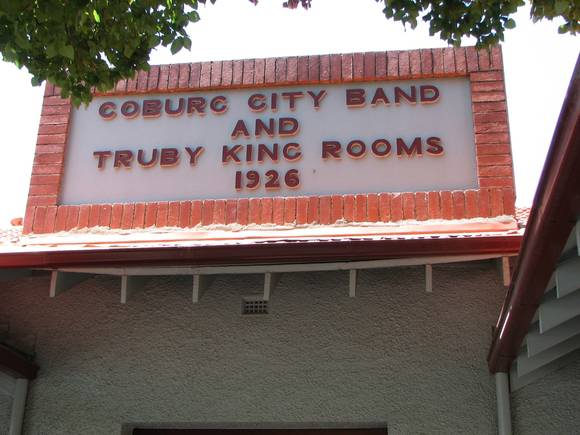 COBURG CITY BAND
AND
TRUBY KING ROOMS
1926